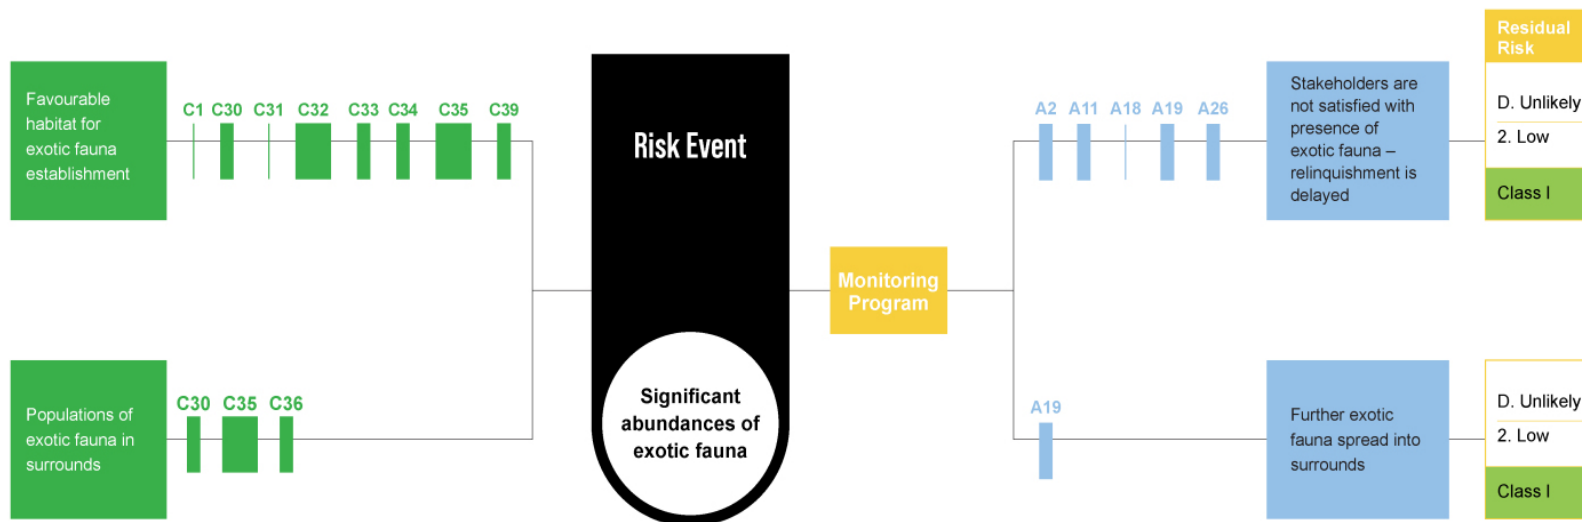 Favourable
habitat for
exotic fauna
establishment
C1 C30 C31 C32 C33 C34 C35 C39
Populations of
exotic fauna in
surrounds
C30 C35 C36
Risk Event
Significant
abundances of
exotic fauna
Monitoring
Program
A2 A11 A18 A19 A26
Stakeholders are
not satisfied with
presence of
exotic fauna –
relinquishment is
delayed
Residual
Risk
D. Unlikely
2. Low
Class I
A19
Further exotic
fauna spread into
surrounds
D. Unlikely
2. Low
Class I